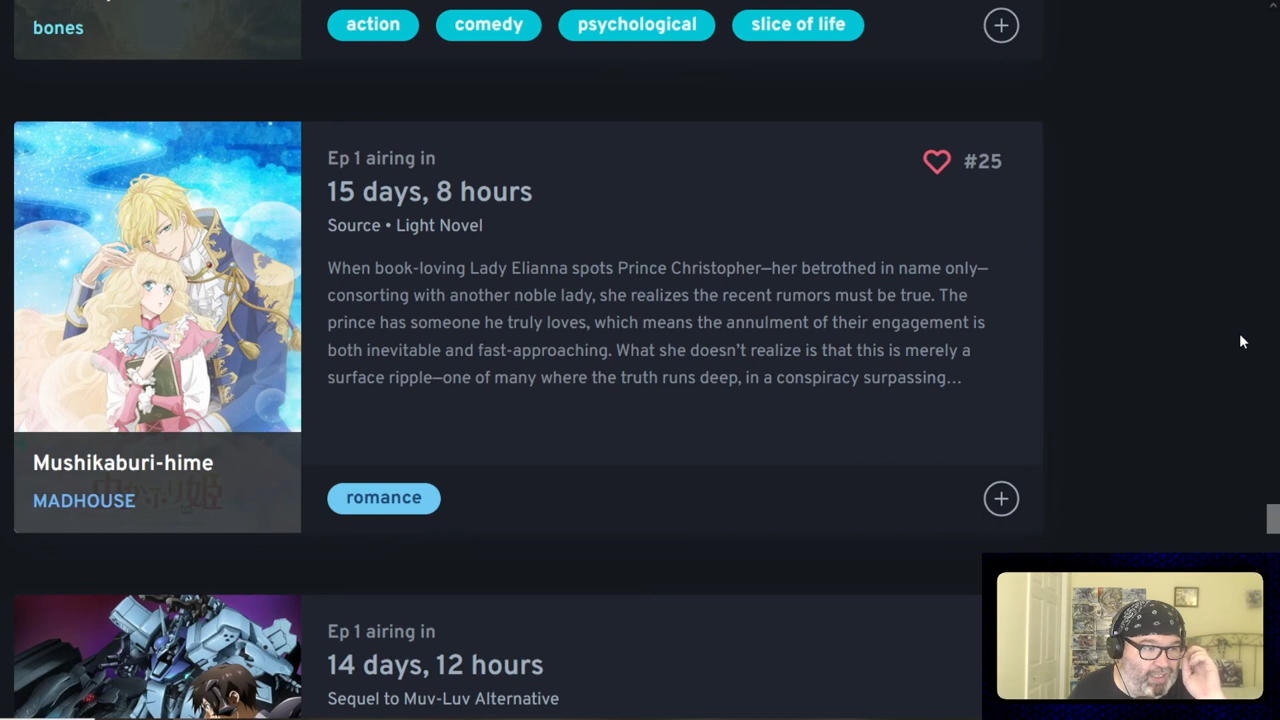 bones
action comedy psychological slice of life
Ep 1 airing in
#25
15 days, 8 hours
Source • Light Novel
When book-loving Lady Elianna spots Prince Christopher—her betrothed in name only—
consorting with another noble lady, she realizes the recent rumors must be true. The
prince has someone he truly loves, which means the annulment of their engagement is
both inevitable and fast-approaching. What she doesn’t realize is that this is merely a
surface ripple—one of many where the truth runs deep, in a conspiracy surpassing…
Mushikaburi-hime
MADHOUSE
romance
Ep 1 airing in
14 days, 12 hours
Sequel to Muv-Luv Alternative